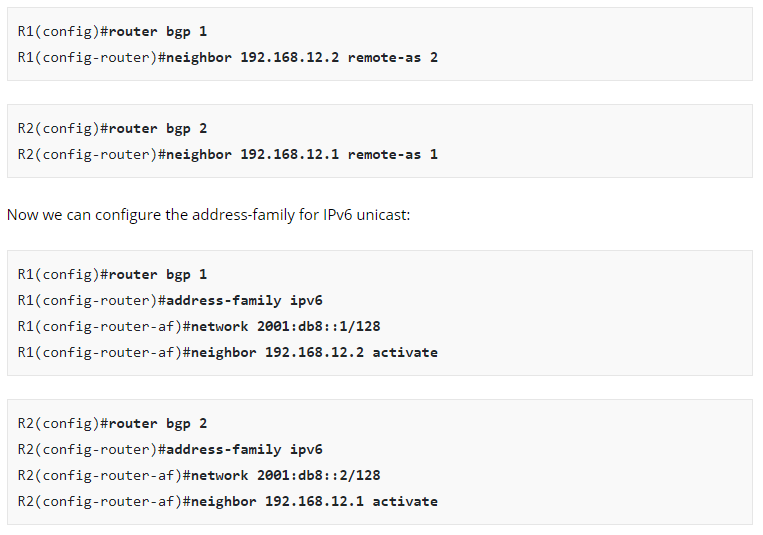 R1(config)#router bgp 1
R1(config-router)#neighbor 192.168.12.2 remote-as 2
R2(config)#router bgp 2
R2(config-router)#neighbor 192.168.12.1 remote-as 1
Now we can configure the address-family for IPv6 unicast:
R1(config)#router bgp 1
R1(config-router)#address-family ipv6
R1(config-router-af)#network 2001:db8::1/128
R1(config-router-af)#neighbor 192.168.12.2 activate
R2(config)#router bgp 2
R2(config-router)#address-family ipv6
R2(config-router-af)#network 2001:db8::2/128
R2(config-router-af)#neighbor 192.168.12.1 activate